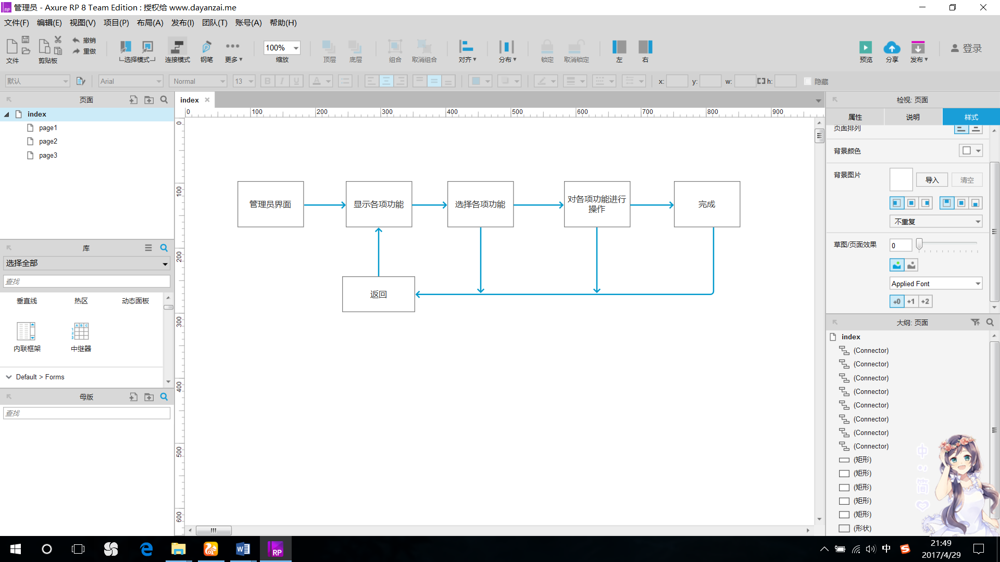 管理员 - Axure RP 8 Team Edition : 授权给 www.dayanzai.me
文件(F) 编辑(E) 视图(V) 项目(P) 布局(A) 发布(I) 团队(T) 账号(A) 帮助(H)
撤销
重做
文件 剪贴板 选择模式 连接模式 钢笔 更多 100% 缩放 顶层 底层 组合 取消组合 对齐 分布 锁定 取消锁定 左 右 预览 分享 发布 登录
默认 Arial Normal 13 B I U A x: y: w: h: 隐藏
页面
index
page1
page2
page3
库
选择全部
查找
垂直线 热区 动态面板
内联框架 中继器
Default > Forms
母版
查找
index
0 100 200 300 400 500 600 700 800 900
0
100
200
300
400
500
600
管理员界面
显示各项功能
选择各项功能
对各项功能进行
操作
完成
返回
检视: 页面
属性 说明 样式
页面排列
背景颜色
背景图片 导入 清空
不重复
草图/页面效果 0
Applied Font
+0 +1 +2
大纲: 页面
index
(Connector)
(Connector)
(Connector)
(Connector)
(Connector)
(Connector)
(Connector)
(Connector)
(矩形)
(矩形)
(矩形)
(矩形)
(矩形)
(形状)
中
简
RP
中
21:49
2017/4/29